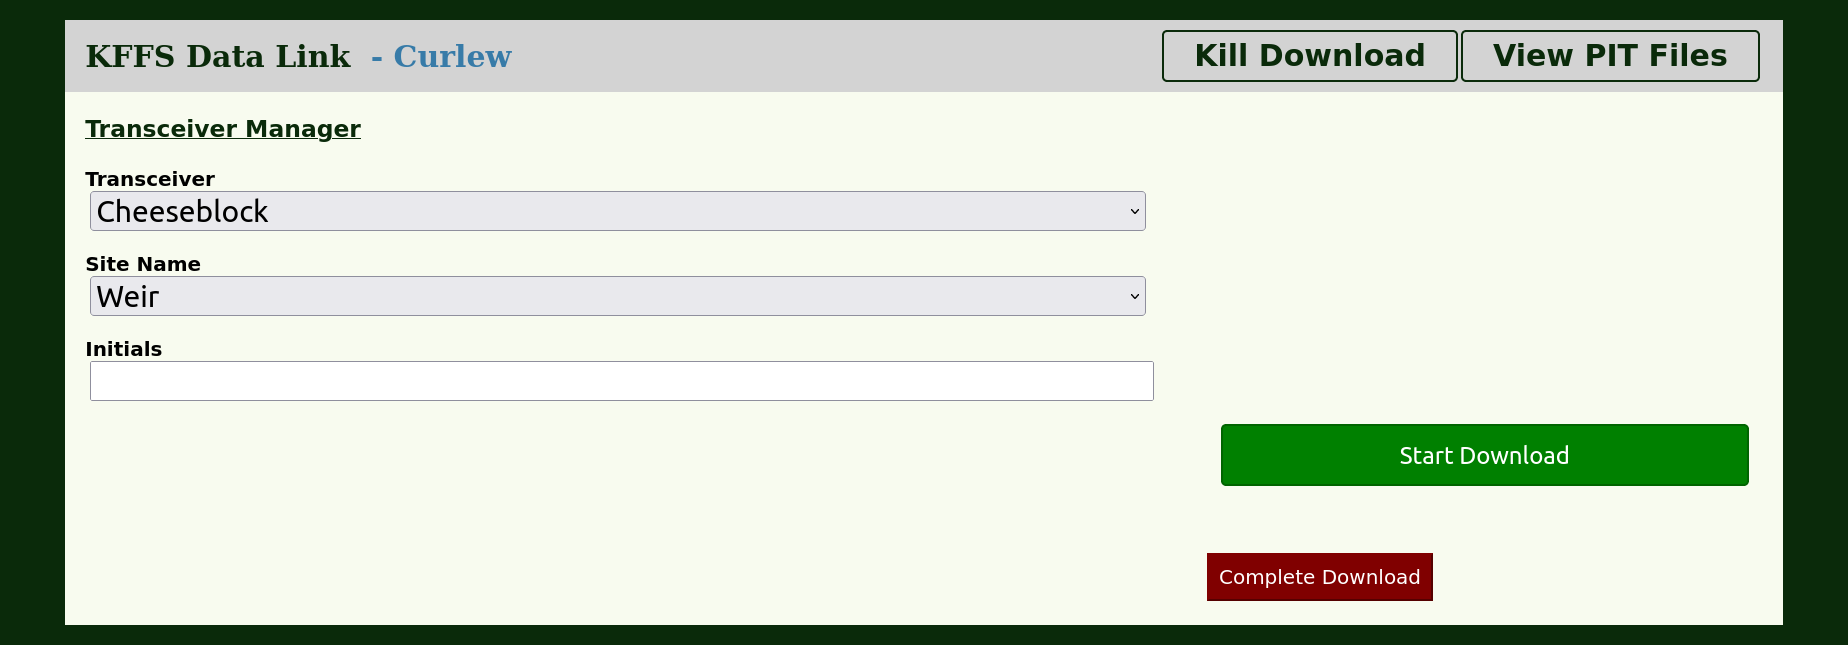 KFFS Data Link - Curlew
Kill Download
View PIT Files
Transceiver Manager
Transceiver
Cheeseblock
Site Name
Weir
Initials
Start Download
Complete Download